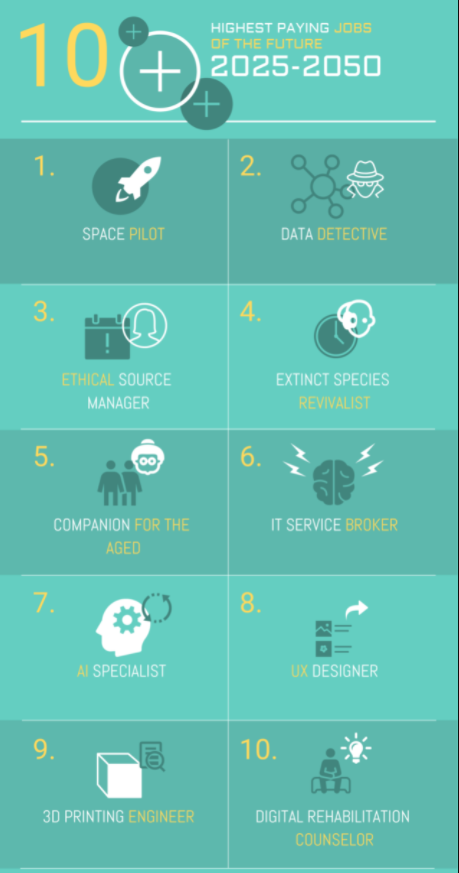 10
HIGHEST PAYING JOBS
OF THE FUTURE
2025-2050
1.
SPACE PILOT
2.
DATA DETECTIVE
3.
ETHICAL SOURCE
MANAGER
4.
EXTINCT SPECIES
REVIVALIST
5.
COMPANION FOR THE
AGED
6.
IT SERVICE BROKER
7.
AI SPECIALIST
8.
UX DESIGNER
9.
3D PRINTING ENGINEER
10.
DIGITAL REHABILITATION
COUNSELOR